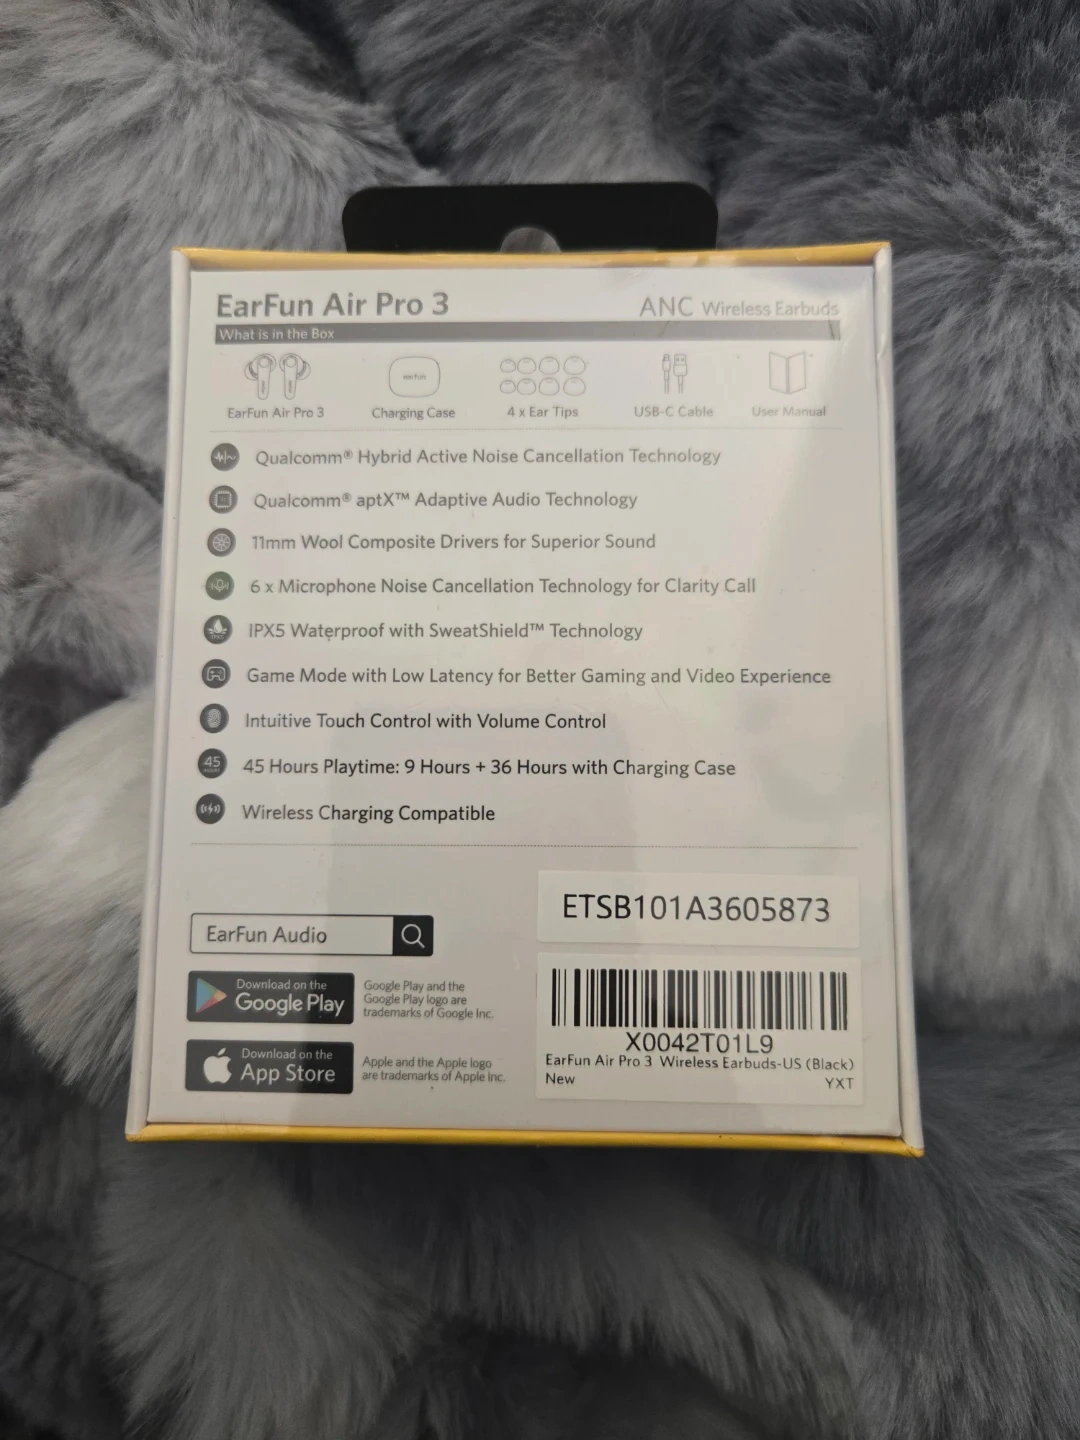 EarFun Air Pro 3
ANC Wireless Earbuds
What is in the Box
earfun
EarFun Air Pro 3
Charging Case
4 x Ear Tips
USB-C Cable
User Manual
Qualcomm® Hybrid Active Noise Cancellation Technology
Qualcomm® aptX™ Adaptive Audio Technology
11mm Wool Composite Drivers for Superior Sound
6 x Microphone Noise Cancellation Technology for Clarity Call
IPX5 Waterproof with SweatShield™ Technology
Game Mode with Low Latency for Better Gaming and Video Experience
Intuitive Touch Control with Volume Control
45 Hours Playtime: 9 Hours + 36 Hours with Charging Case
Wireless Charging Compatible
ETSB101A3605873
EarFun Audio
Download on the
Google Play
Google Play and the
Google Play logo are
trademarks of Google Inc.
X0042T01L9
EarFun Air Pro 3 Wireless Earbuds-US (Black)
New
YXT
Download on the
App Store
Apple and the Apple logo
are trademarks of Apple Inc.